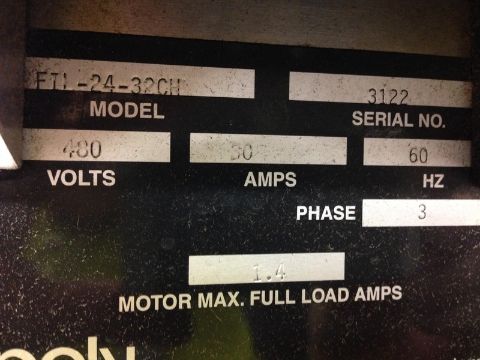 FIL-24-32CH
3122
MODEL
SERIAL NO.
480
30
60
VOLTS
AMPS
HZ
PHASE 3
1.4
MOTOR MAX. FULL LOAD AMPS